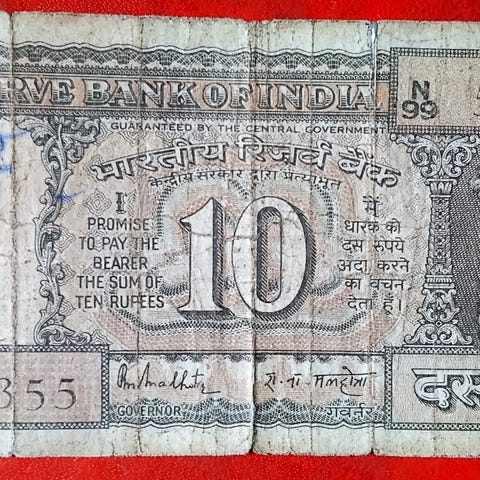 RVE BANK OF INDIA
N
99
GUARANTEED BY THE CENTRAL GOVERNMENT
भारतीय रिज़र्व बैंक
केन्द्रीय सरकार द्वारा प्रत्याभूत
I
PROMISE
TO PAY THE
BEARER
THE SUM OF
TEN RUPEES
10
मैं
धारक को
दस रुपये
अदा करने
का वचन
देता हूँ।
355
रा. ना. मलहोत्रा
GOVERNOR
गवर्नर
दस